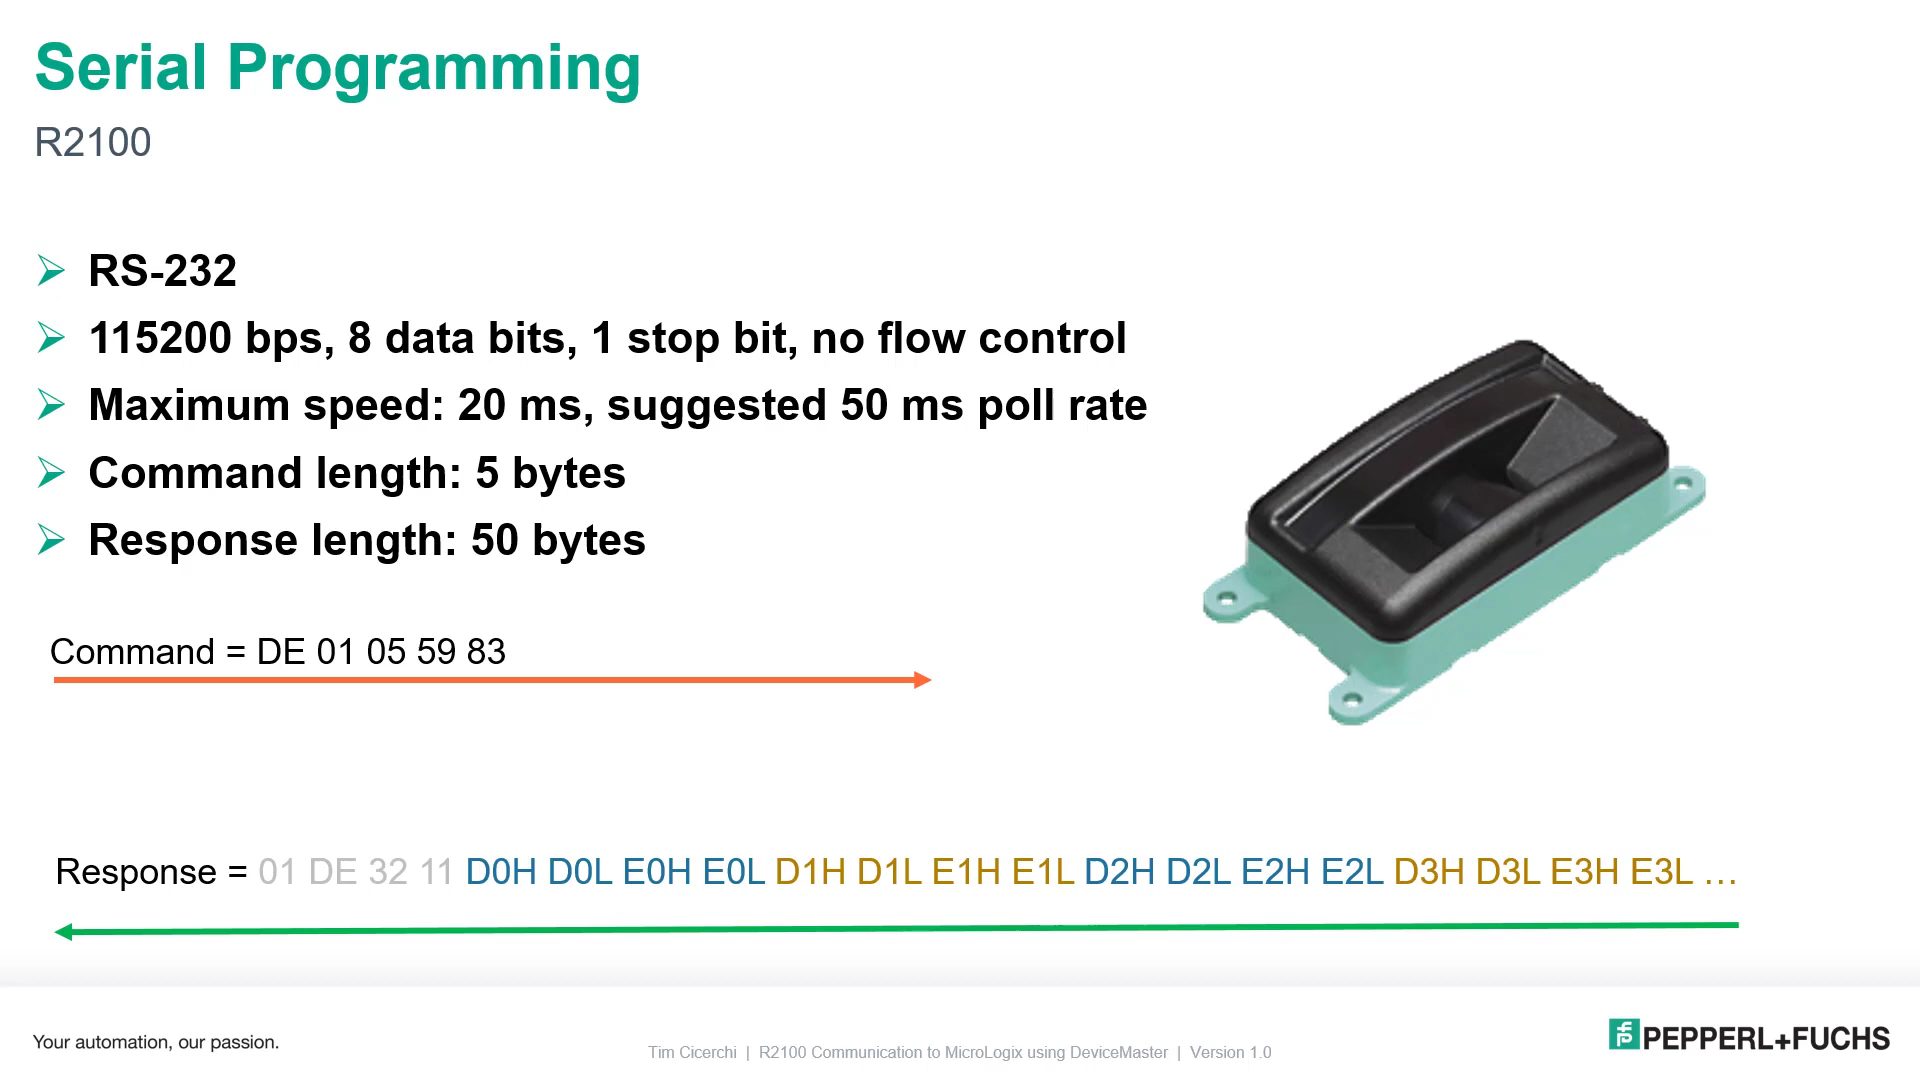 Serial Programming
R2100
RS-232
115200 bps, 8 data bits, 1 stop bit, no flow control
Maximum speed: 20 ms, suggested 50 ms poll rate
Command length: 5 bytes
Response length: 50 bytes
Command = DE 01 05 59 83
Response = 01 DE 32 11 D0H D0L E0H E0L D1H D1L E1H E1L D2H D2L E2H E2L D3H D3L E3H E3L …
Your automation, our passion.
Tim Cicerchi | R2100 Communication to MicroLogix using DeviceMaster | Version 1.0
PEPPERL+FUCHS